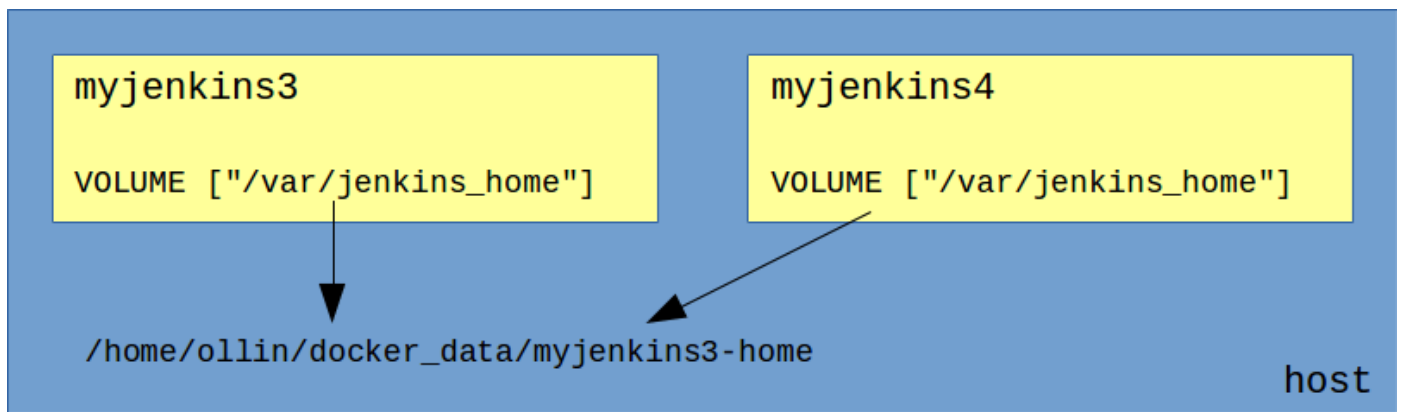 myjenkins3
VOLUME ["/var/jenkins_home"]
myjenkins4
VOLUME ["/var/jenkins_home"]
/home/ollin/docker_data/myjenkins3-home
host